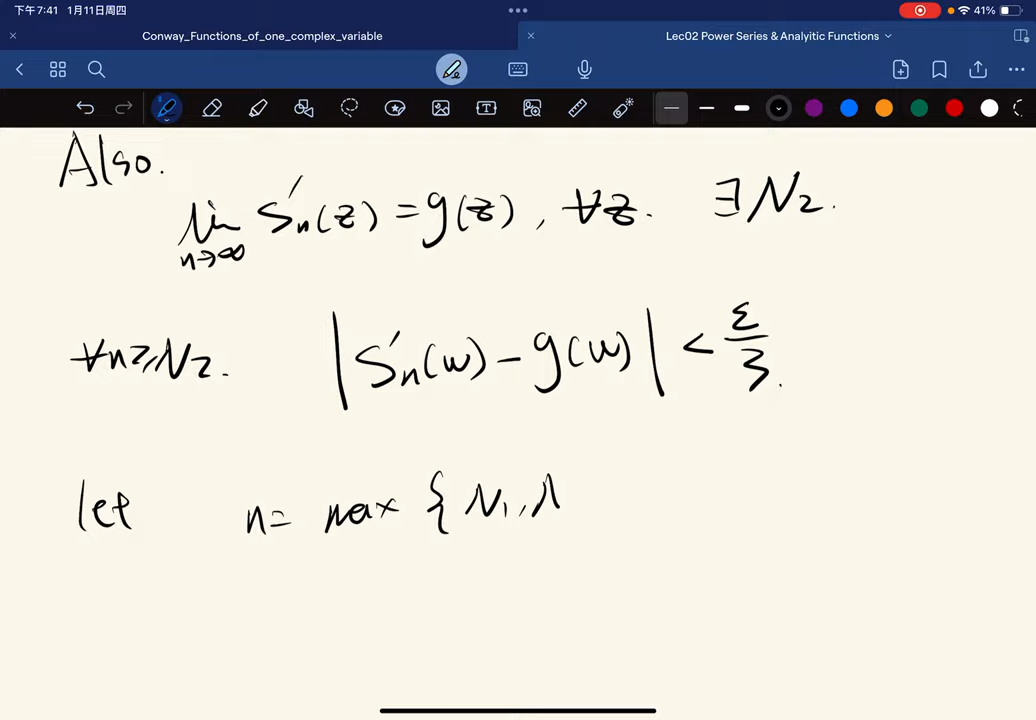 下午7:41 1月11日周四
41%
Conway_Functions_of_one_complex_variable
Lec02 Power Series & Analyitic Functions
Also.
lim n→∞ S'n(z) = g(z), ∀z. ∃N2.
∀n≥N2. |S'n(w) - g(w)| < ε/3.
let n = max { N1, N